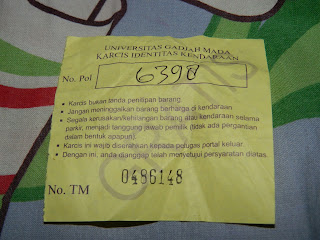 UNIVERSITAS GADJAH MADA
KARCIS IDENTITAS KENDARAAN
No. Pol
• Karcis bukan tanda penitipan barang.
• Jangan meninggalkan barang berharga di kendaraan
• Segala kerusakan/kehilangan barang atau kendaraan selama
parkir, menjadi tanggung jawab pemilik (tidak ada pergantian
dalam bentuk apapun).
• Karcis ini wajib diserahkan kepada petugas portal keluar.
• Dengan ini, anda dianggap telah menyetujui persyaratan diatas.
No. TM 0486148